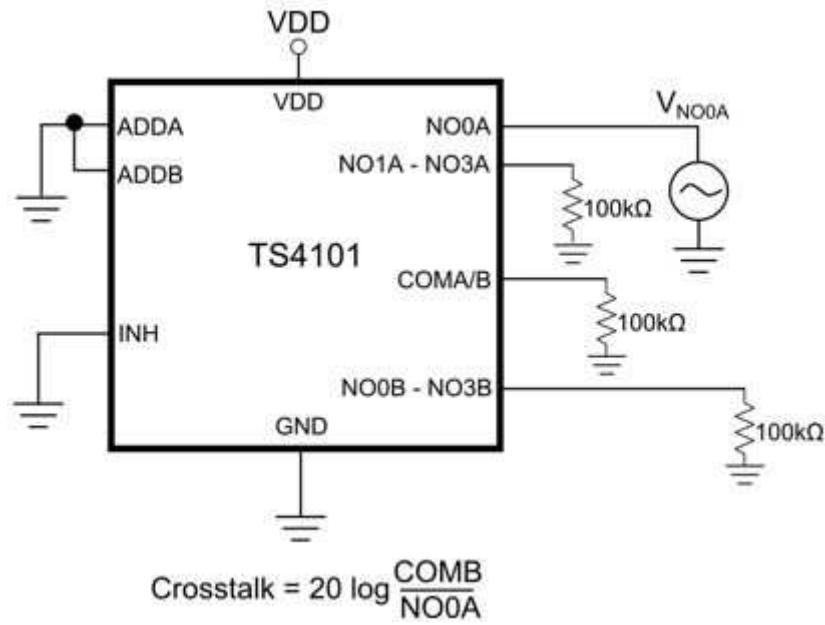 VDD
VDD
ADDA
NO0A
V_NO0A
ADDB
NO1A - NO3A
100kΩ
TS4101
COMA/B
100kΩ
INH
NO0B - NO3B
100kΩ
GND
Crosstalk = 20 log COMB
NO0A